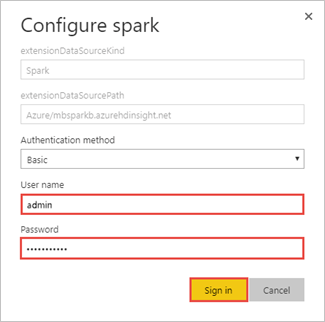 Configure spark
extensionDataSourceKind
Spark
extensionDataSourcePath
Azure/mbsparkb.azurehdinsight.net
Authentication method
Basic
User name
admin
Password
•••••••••••
Sign in
Cancel